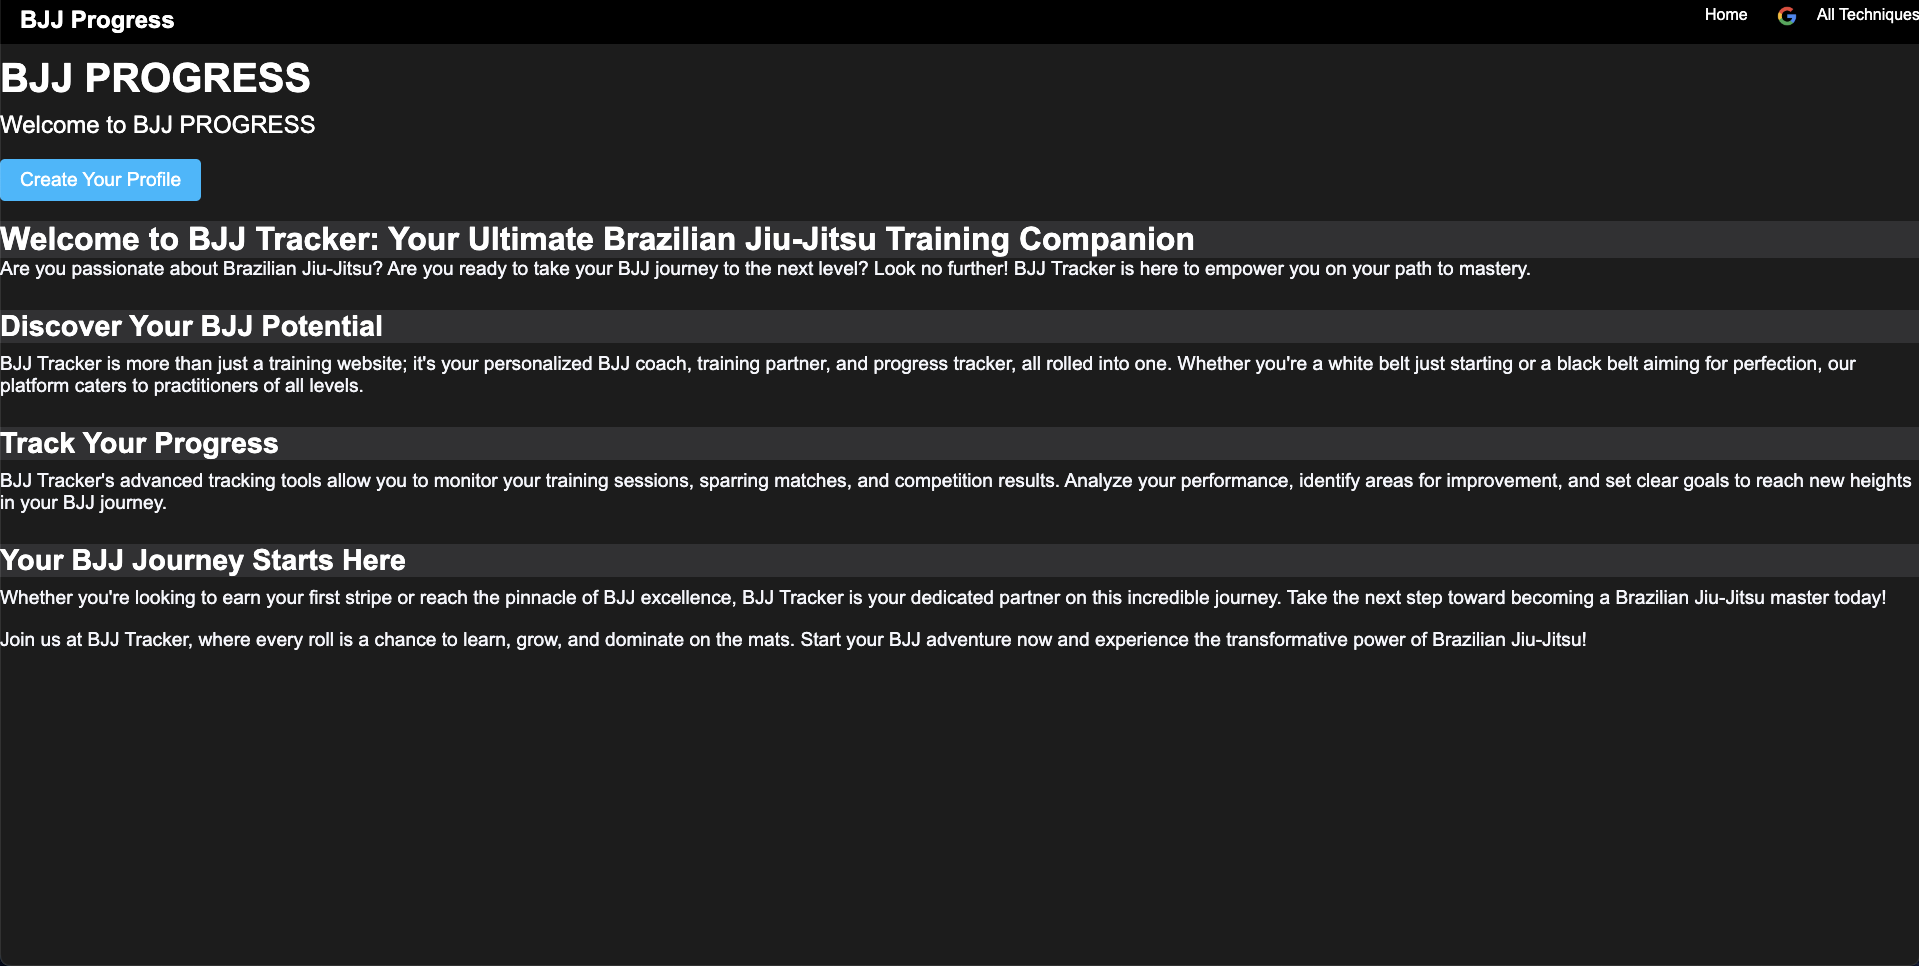 BJJ Progress
Home
All Techniques
BJJ PROGRESS
Welcome to BJJ PROGRESS
Create Your Profile
Welcome to BJJ Tracker: Your Ultimate Brazilian Jiu-Jitsu Training Companion
Are you passionate about Brazilian Jiu-Jitsu? Are you ready to take your BJJ journey to the next level? Look no further! BJJ Tracker is here to empower you on your path to mastery.
Discover Your BJJ Potential
BJJ Tracker is more than just a training website; it's your personalized BJJ coach, training partner, and progress tracker, all rolled into one. Whether you're a white belt just starting or a black belt aiming for perfection, our
platform caters to practitioners of all levels.
Track Your Progress
BJJ Tracker's advanced tracking tools allow you to monitor your training sessions, sparring matches, and competition results. Analyze your performance, identify areas for improvement, and set clear goals to reach new heights
in your BJJ journey.
Your BJJ Journey Starts Here
Whether you're looking to earn your first stripe or reach the pinnacle of BJJ excellence, BJJ Tracker is your dedicated partner on this incredible journey. Take the next step toward becoming a Brazilian Jiu-Jitsu master today!
Join us at BJJ Tracker, where every roll is a chance to learn, grow, and dominate on the mats. Start your BJJ adventure now and experience the transformative power of Brazilian Jiu-Jitsu!